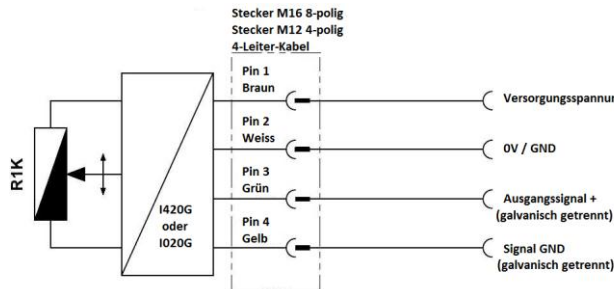 Stecker M16 8-polig
Stecker M12 4-polig
4-Leiter-Kabel
Pin 1
Braun
Versorgungsspannun
Pin 2
Weiss
0V / GND
R1K
Pin 3
Grün
Ausgangssignal +
(galvanisch getrennt)
I420G
oder
I020G
Pin 4
Gelb
Signal GND
(galvanisch getrennt)